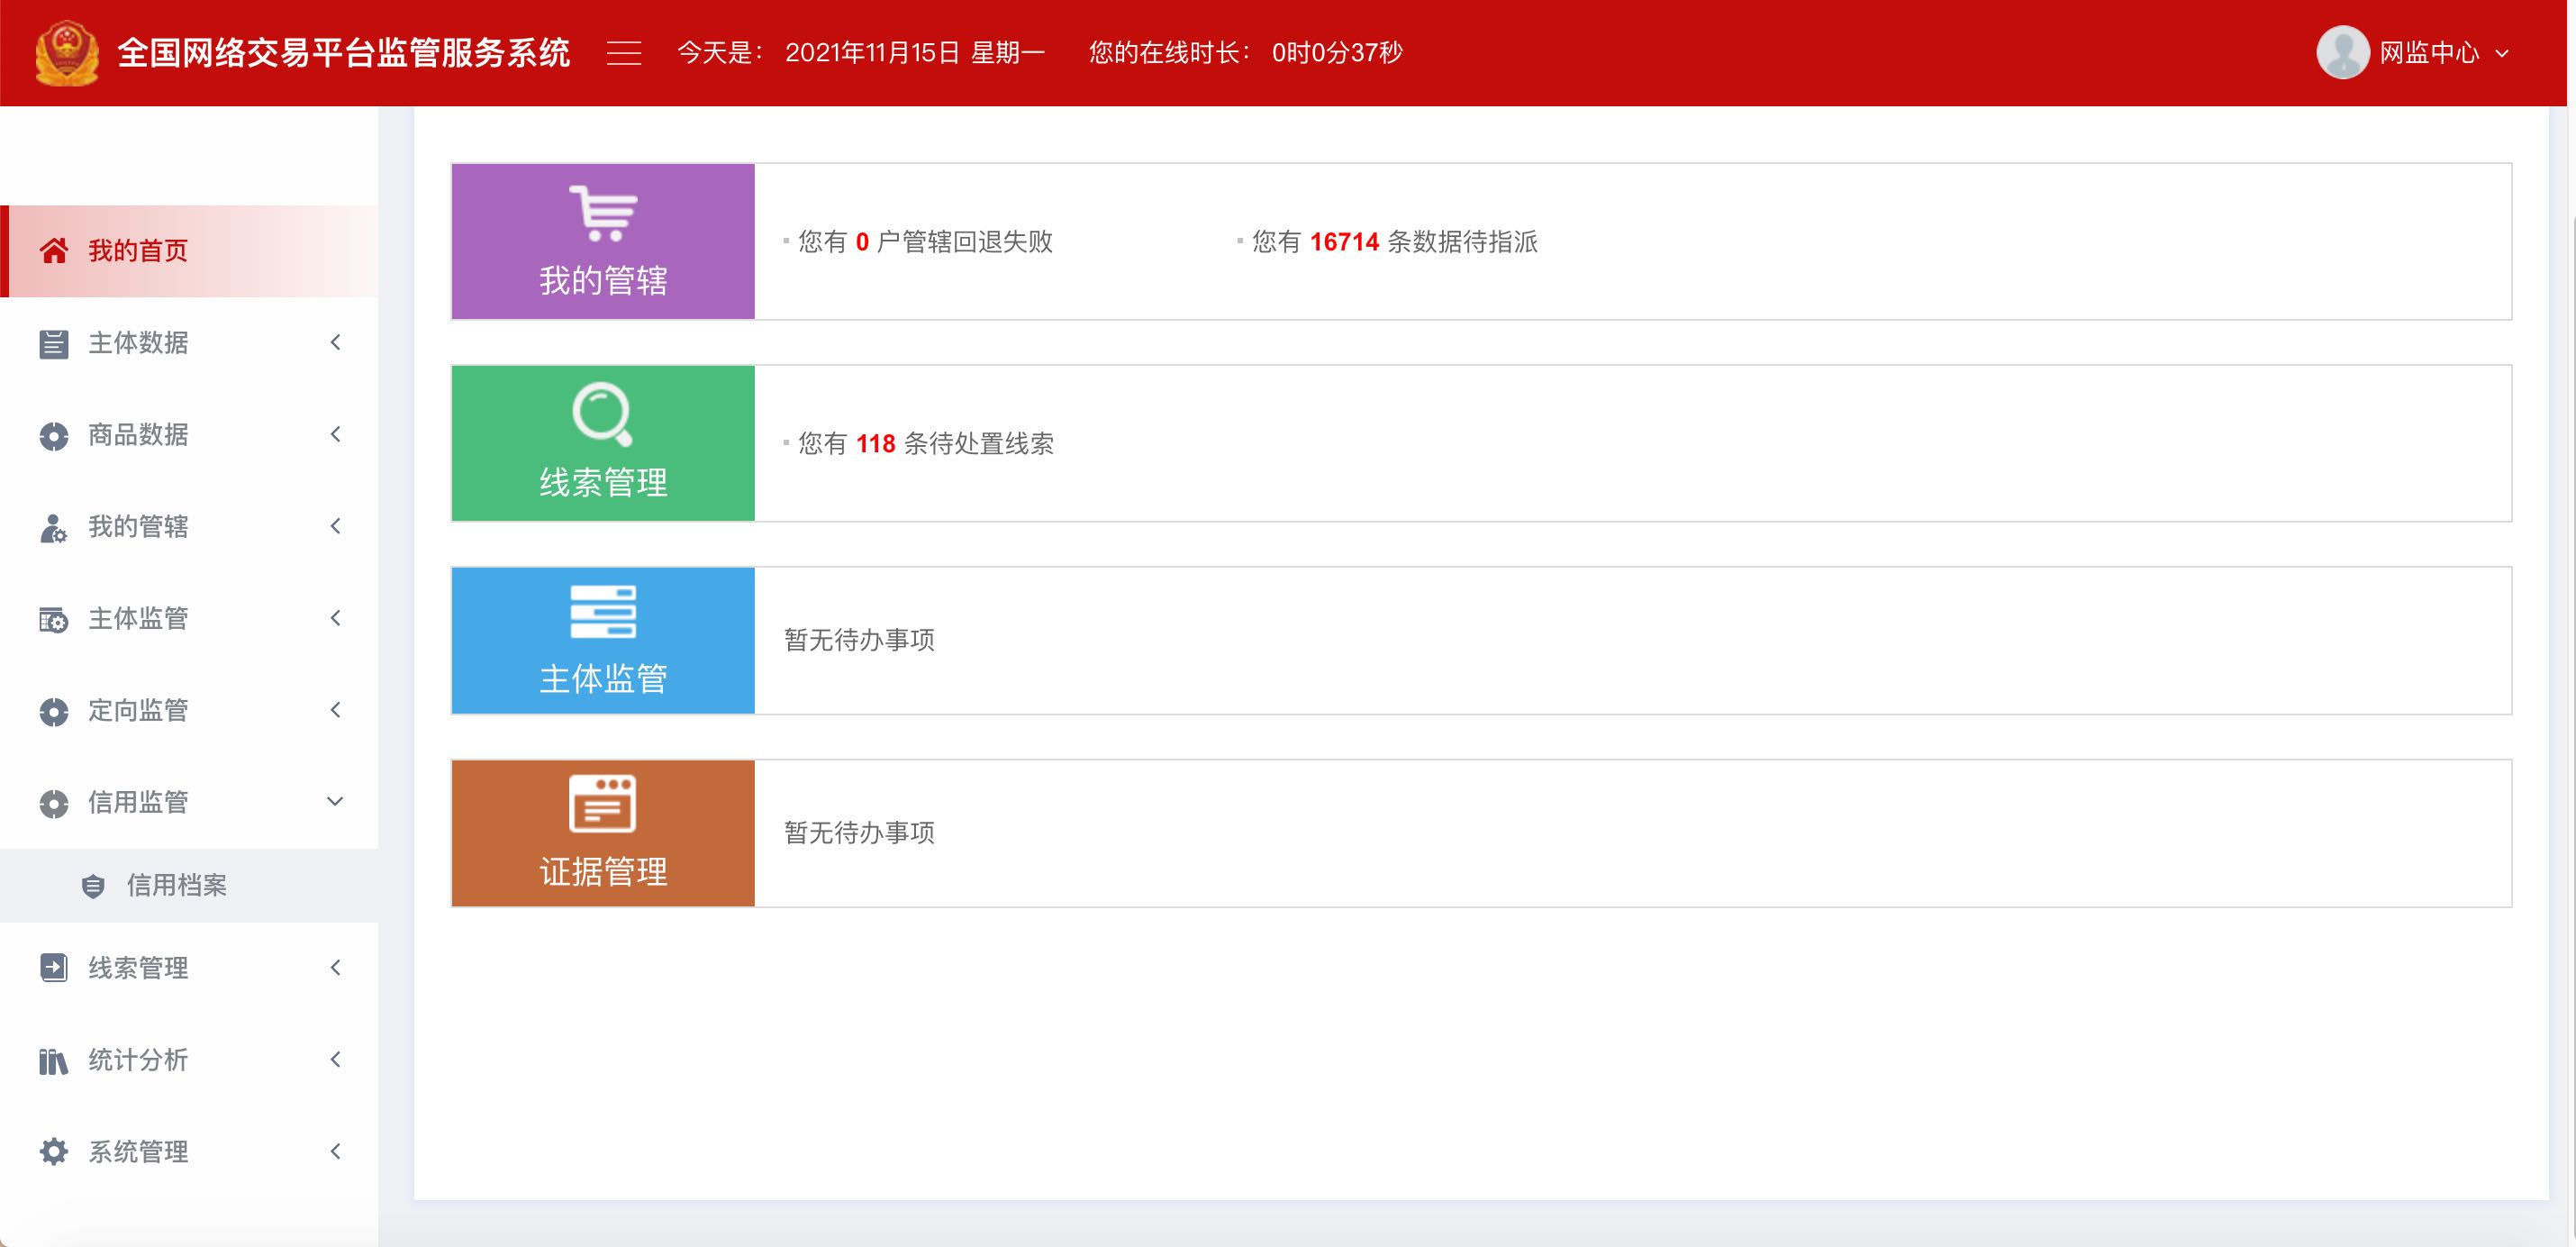 全国网络交易平台监管服务系统
今天是： 2021年11月15日 星期一 您的在线时长： 0时0分37秒
网监中心
我的首页
主体数据
商品数据
我的管辖
主体监管
定向监管
信用监管
信用档案
线索管理
统计分析
系统管理
我的管辖
您有 0 户管辖回退失败
您有 16714 条数据待指派
线索管理
您有 118 条待处置线索
主体监管
暂无待办事项
证据管理
暂无待办事项